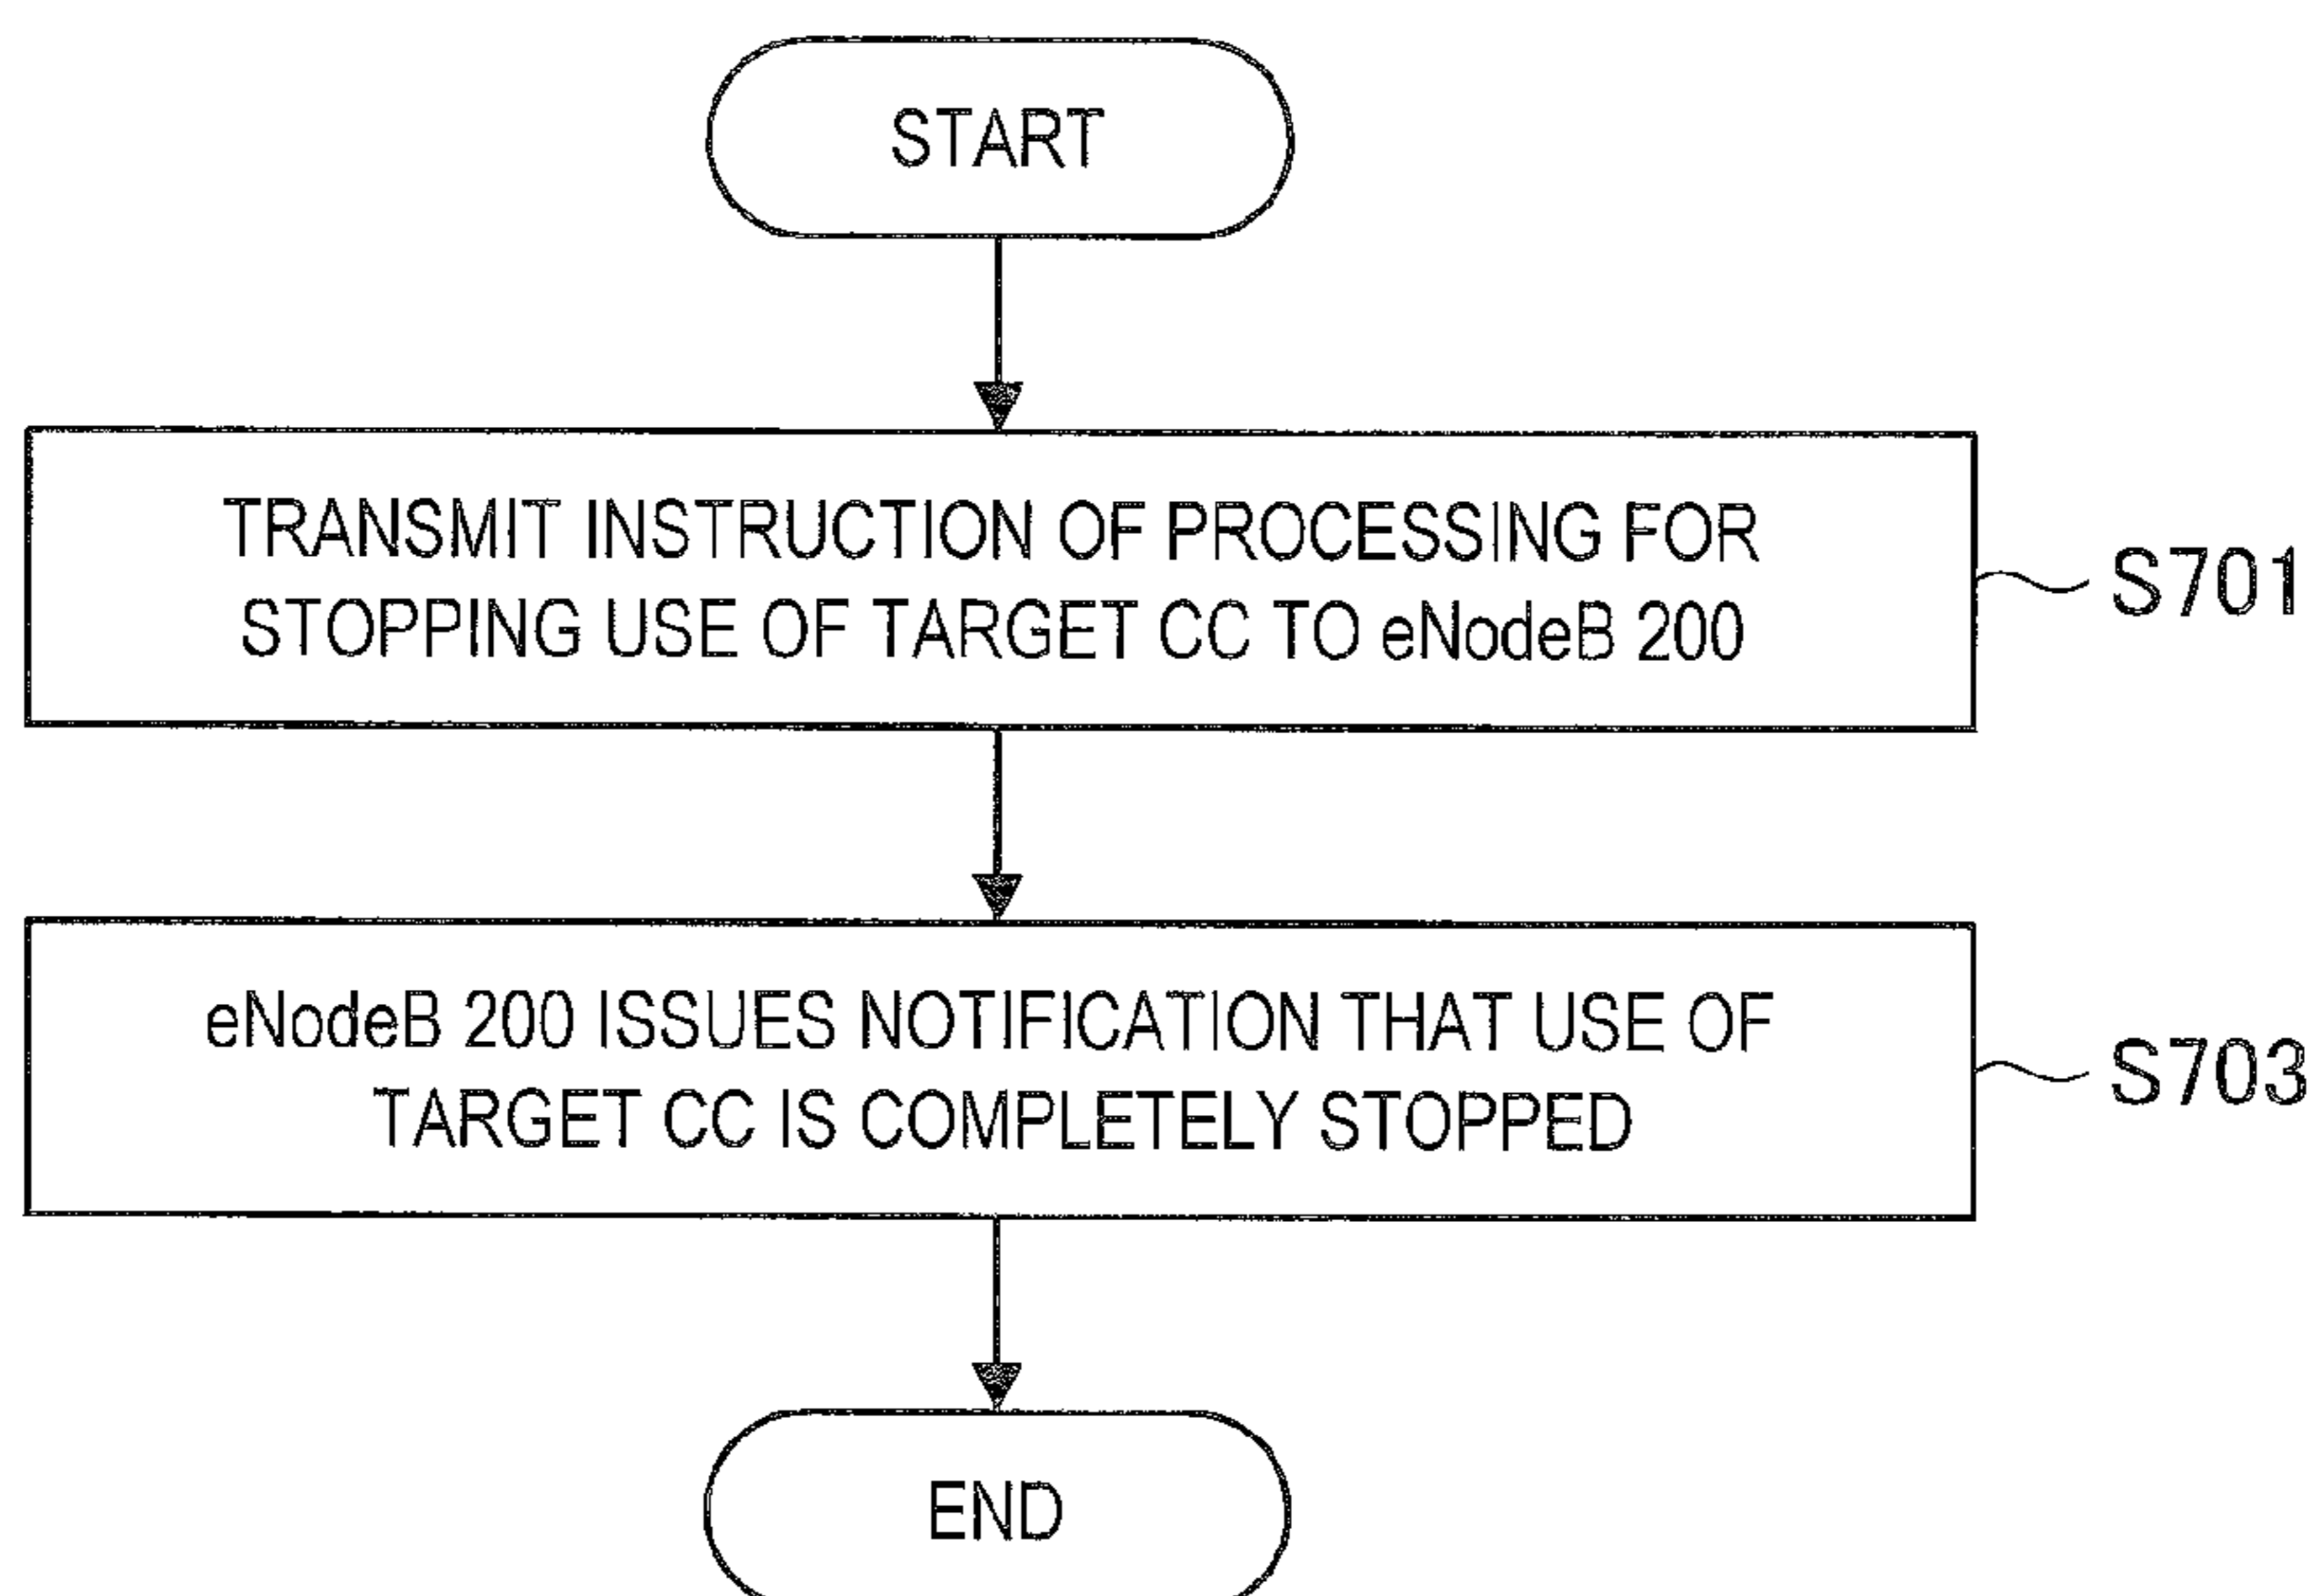 START
TRANSMIT INSTRUCTION OF PROCESSING FOR
STOPPING USE OF TARGET CC TO eNodeB 200
S701
eNodeB 200 ISSUES NOTIFICATION THAT USE OF
TARGET CC IS COMPLETELY STOPPED
S703
END